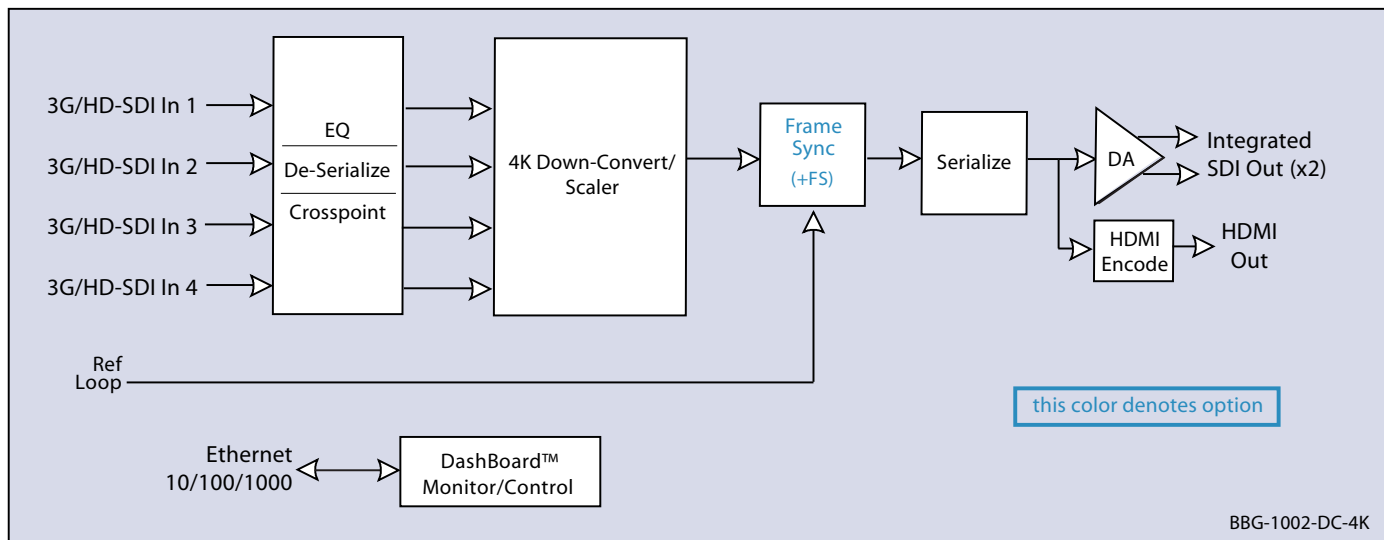 3G/HD-SDI In 1
3G/HD-SDI In 2
3G/HD-SDI In 3
3G/HD-SDI In 4
EQ
De-Serialize
Crosspoint
4K Down-Convert/
Scaler
Frame
Sync
(+FS)
Serialize
DA
Integrated
SDI Out (x2)
HDMI
Encode
HDMI
Out
Ref
Loop
this color denotes option
Ethernet
10/100/1000
DashBoard™
Monitor/Control
BBG-1002-DC-4K